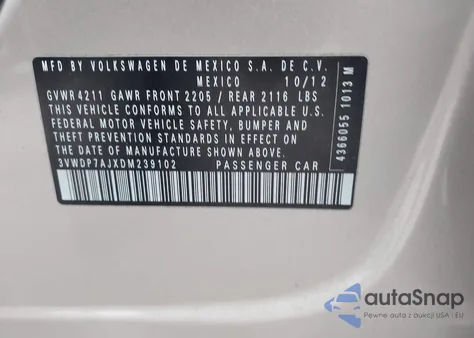 MFD BY VOLKSWAGEN DE MEXICO S.A. DE C.V.
MEXICO 10/12
GVWR 4211 GAWR FRONT 2205 / REAR 2116 LBS
THIS VEHICLE CONFORMS TO ALL APPLICABLE U.S.
FEDERAL MOTOR VEHICLE SAFETY, BUMPER AND
THEFT PREVENTION STANDARDS IN EFFECT
ON THE DATE OF MANUFACTURE SHOWN ABOVE
3VWDP7AJXDM239102 PASSENGER CAR
4366055 1013 M
autoSnap
Pewne auta z aukcji USA i EU